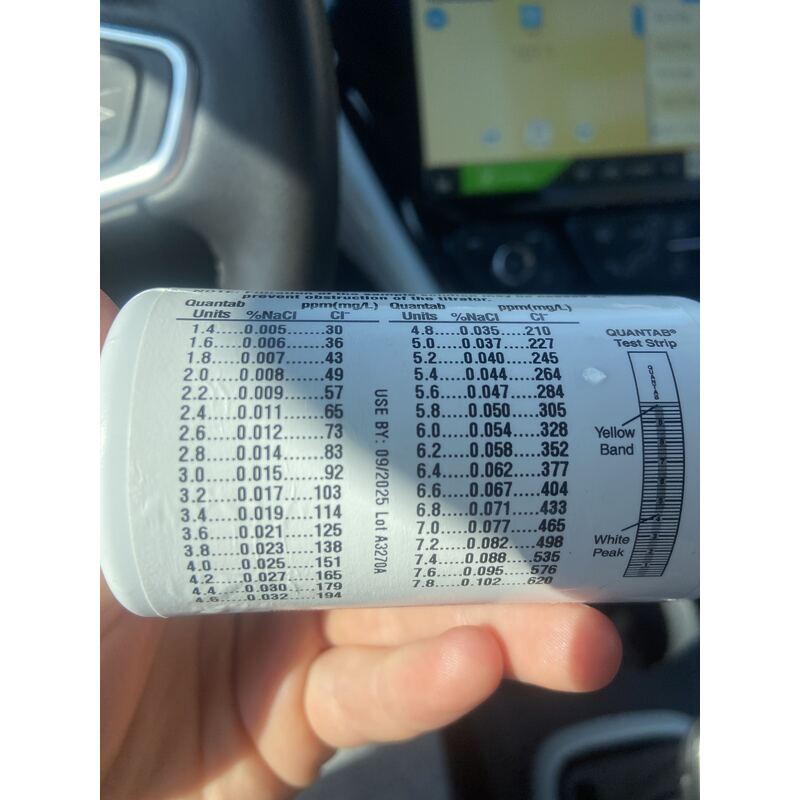 prevent obstruction of the titrator.
Quantab ppm(mg/L) Quantab ppm(mg/L)
Units %NaCl Cl⁻ Units %NaCl Cl⁻
1.4.....0.005......30 4.8.....0.035.....210
1.6.....0.006......36 5.0.....0.037.....227
1.8.....0.007......43 5.2.....0.040.....245
2.0.....0.008......49 5.4.....0.044.....264
2.2.....0.009......57 5.6.....0.047.....284
2.4.....0.011......65 5.8.....0.050.....305
2.6.....0.012......73 6.0.....0.054.....328
2.8.....0.014......83 6.2.....0.058.....352
3.0.....0.015......92 6.4.....0.062.....377
3.2.....0.017.....103 6.6.....0.067.....404
3.4.....0.019.....114 6.8.....0.071.....433
3.6.....0.021.....125 7.0.....0.077.....465
3.8.....0.023.....138 7.2.....0.082.....498
4.0.....0.025.....151 7.4.....0.088.....535
4.2.....0.027.....165 7.6.....0.095.....576
4.4.....0.030.....179 7.8.....0.102.....620
4.6.....0.032.....194
USE BY: 09/2025 Lot A3270A
QUANTAB®
Test Strip
QUANTAB
Yellow
Band
White
Peak